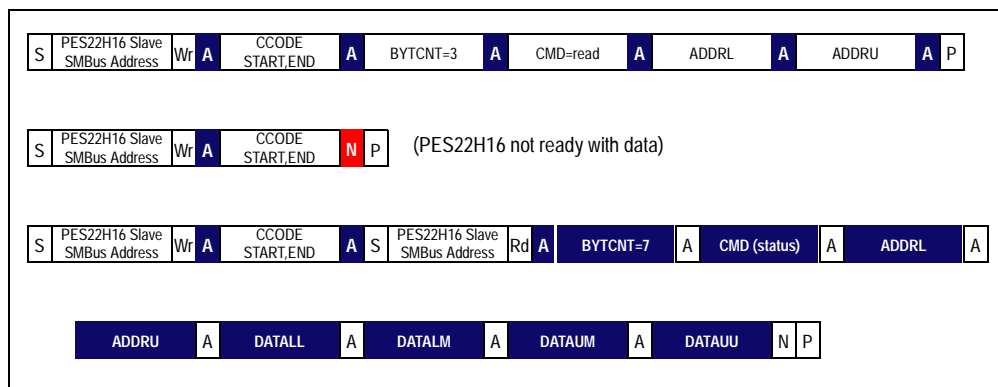 S PES22H16 Slave SMBus Address Wr A CCODE START,END A BYTCNT=3 A CMD=read A ADDRL A ADDRU A P
S PES22H16 Slave SMBus Address Wr A CCODE START,END N P (PES22H16 not ready with data)
S PES22H16 Slave SMBus Address Wr A CCODE START,END A S PES22H16 Slave SMBus Address Rd A BYTCNT=7 A CMD (status) A ADDRL A
ADDRU A DATALL A DATALM A DATAUM A DATAUU N P